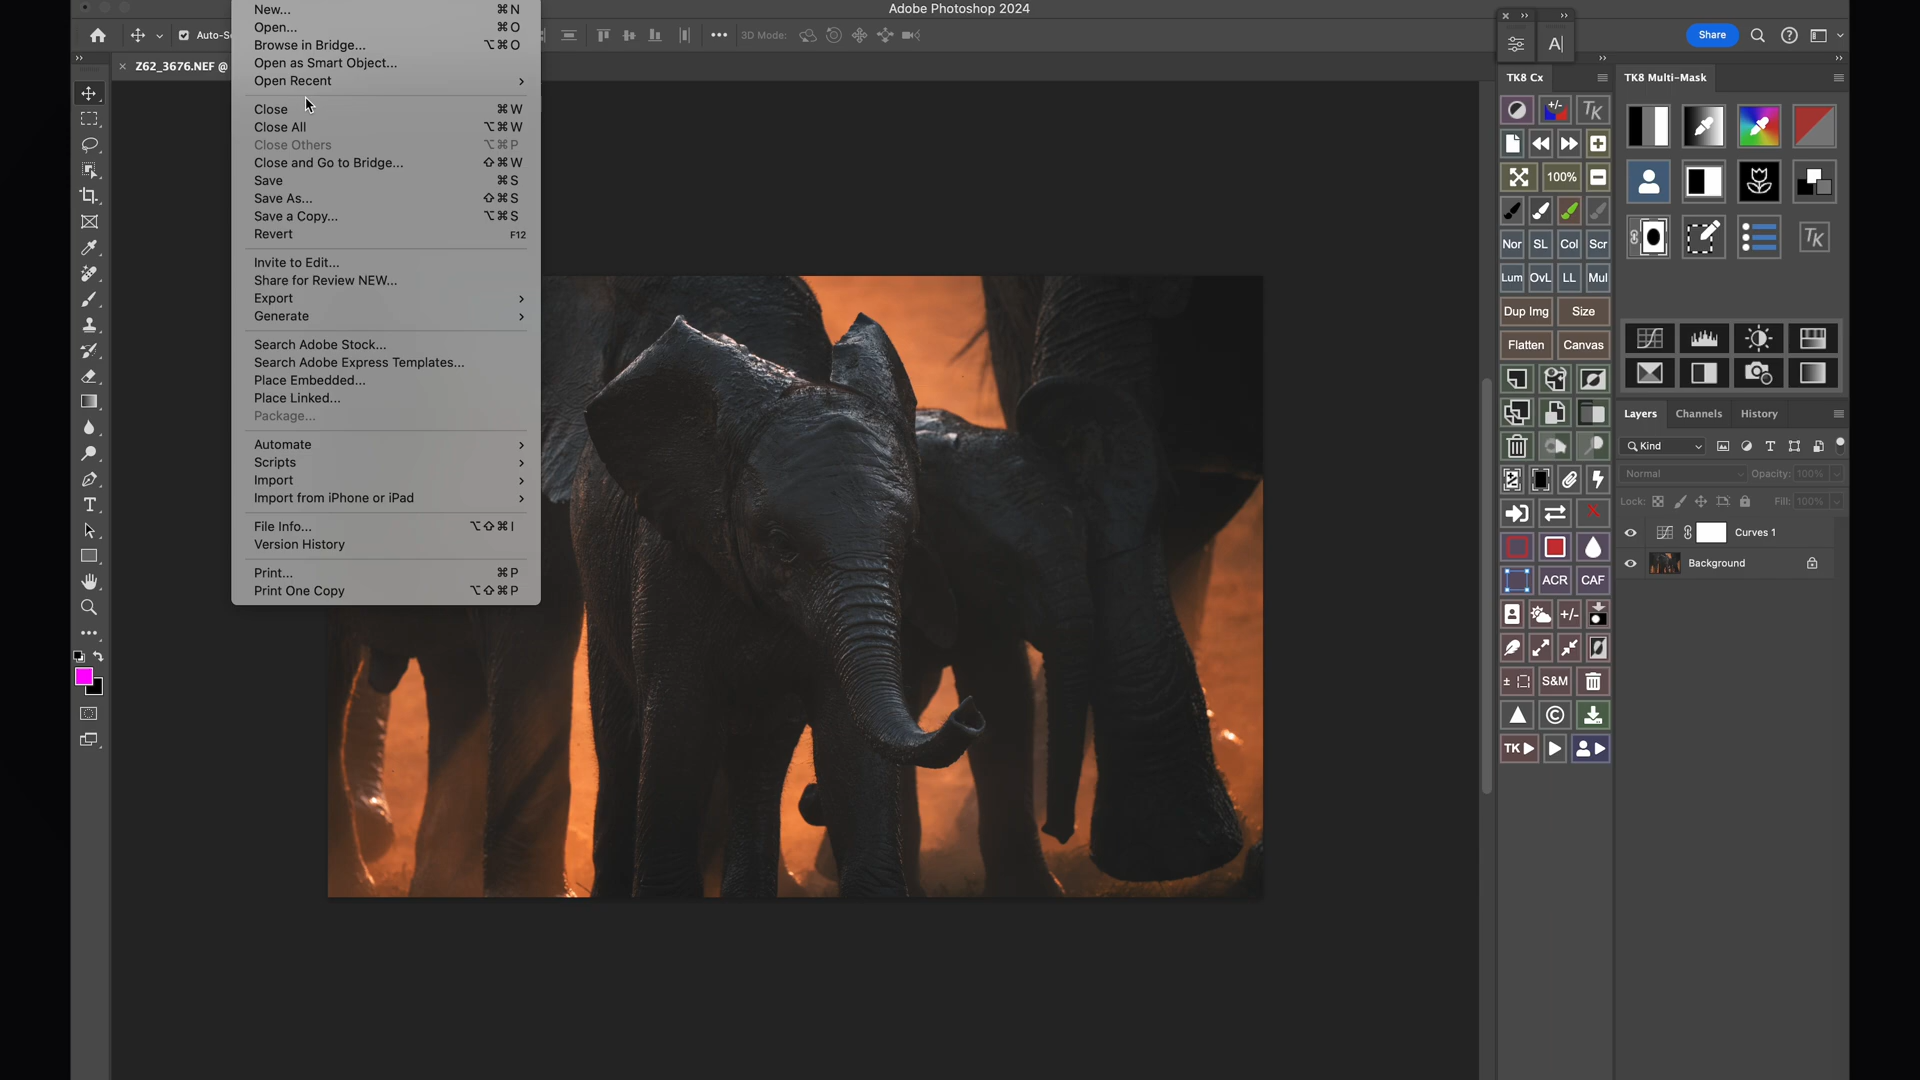 Adobe Photoshop 2024
New... ⌘N
Open... ⌘O
Browse in Bridge... ⌥⌘O
Open as Smart Object...
Open Recent
Close ⌘W
Close All ⌥⌘W
Close Others ⌥⌘P
Close and Go to Bridge... ⇧⌘W
Save ⌘S
Save As... ⇧⌘S
Save a Copy... ⌥⌘S
Revert F12
Invite to Edit...
Share for Review NEW...
Export
Generate
Search Adobe Stock...
Search Adobe Express Templates...
Place Embedded...
Place Linked...
Package...
Automate
Scripts
Import
Import from iPhone or iPad
File Info... ⌥⇧⌘I
Version History
Print... ⌘P
Print One Copy ⌥⇧⌘P
3D Mode:
Share
Z62_3676.NEF @
TK8 Cx
TK
100%
Nor SL Col Scr
Lum OvL LL Mul
Dup Img Size
Flatten Canvas
ACR CAF
+/-
S&M
TK
TK8 Multi-Mask
TK
Layers Channels History
Kind
Normal Opacity: 100%
Lock: Fill: 100%
Curves 1
Background